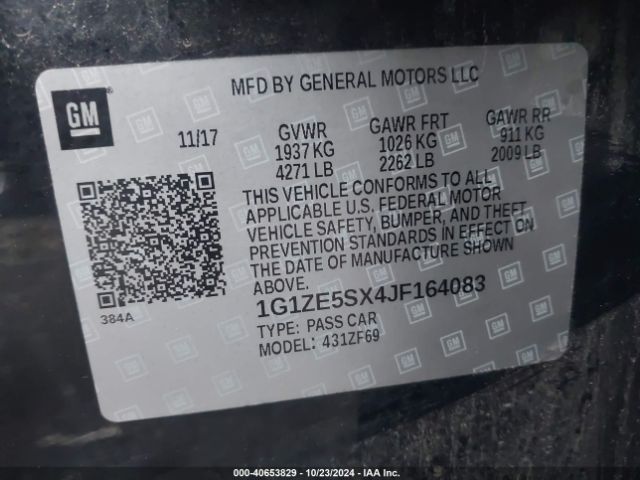 MFD BY GENERAL MOTORS LLC
GM
11/17
GVWR
1937 KG
4271 LB
GAWR FRT
1026 KG
2262 LB
GAWR RR
911 KG
2009 LB
THIS VEHICLE CONFORMS TO ALL
APPLICABLE U.S. FEDERAL MOTOR
VEHICLE SAFETY, BUMPER, AND THEFT
PREVENTION STANDARDS IN EFFECT ON
THE DATE OF MANUFACTURE SHOWN
ABOVE.
384A
1G1ZE5SX4JF164083
TYPE: PASS CAR
MODEL: 431ZF69
000-40653829 - 10/23/2024 - IAA Inc.